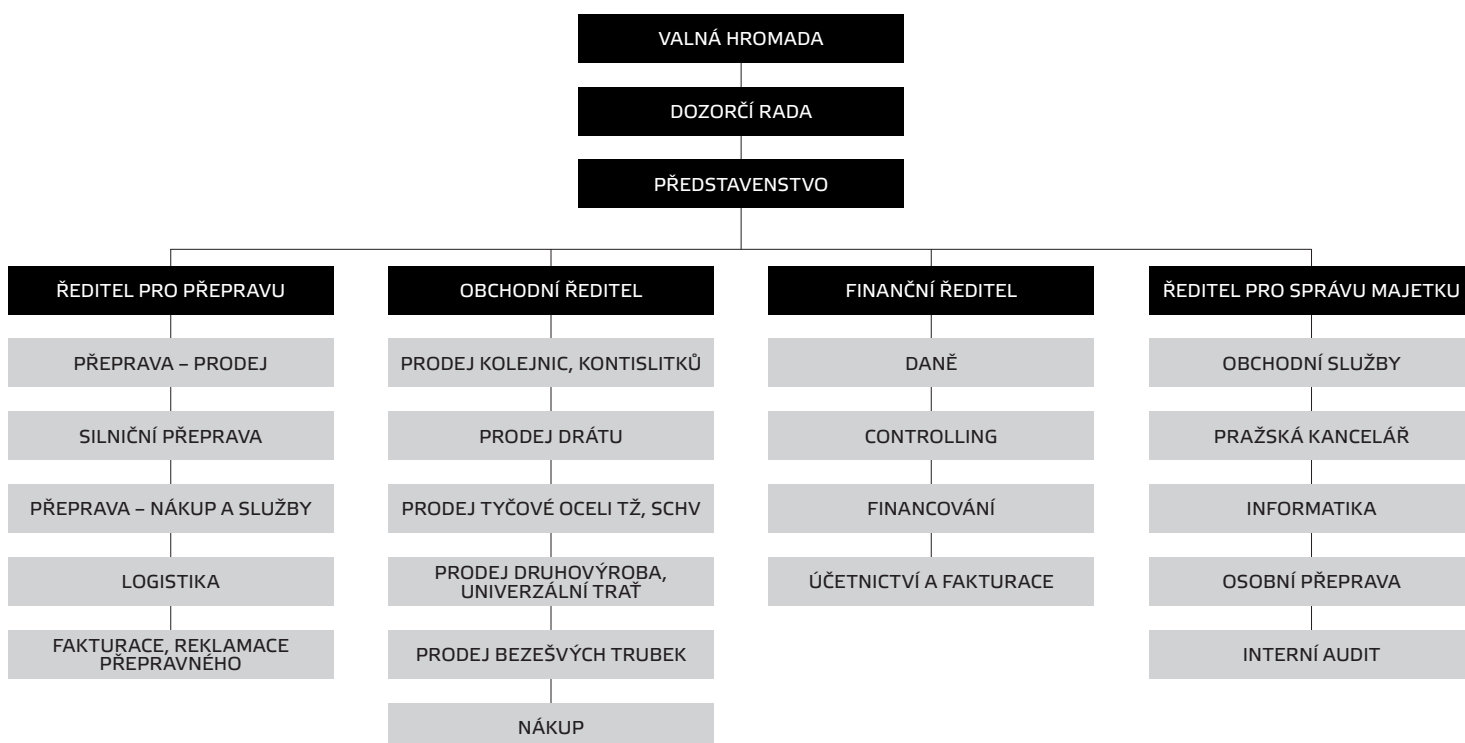 VALNÁ HROMADA
DOZORČÍ RADA
PŘEDSTAVENSTVO
ŘEDITEL PRO PŘEPRAVU
PŘEPRAVA – PRODEJ
SILNIČNÍ PŘEPRAVA
PŘEPRAVA – NÁKUP A SLUŽBY
LOGISTIKA
FAKTURACE, REKLAMACE
PŘEPRAVNÉHO
OBCHODNÍ ŘEDITEL
PRODEJ KOLEJNIC, KONTISLITKŮ
PRODEJ DRÁTU
PRODEJ TYČOVÉ OCELI TŽ, SCHV
PRODEJ DRUHOVÝROBA,
UNIVERZÁLNÍ TRAŤ
PRODEJ BEZEŠVÝCH TRUBEK
NÁKUP
FINANČNÍ ŘEDITEL
DANĚ
CONTROLLING
FINANCOVÁNÍ
ÚČETNICTVÍ A FAKTURACE
ŘEDITEL PRO SPRÁVU MAJETKU
OBCHODNÍ SLUŽBY
PRAŽSKÁ KANCELÁŘ
INFORMATIKA
OSOBNÍ PŘEPRAVA
INTERNÍ AUDIT